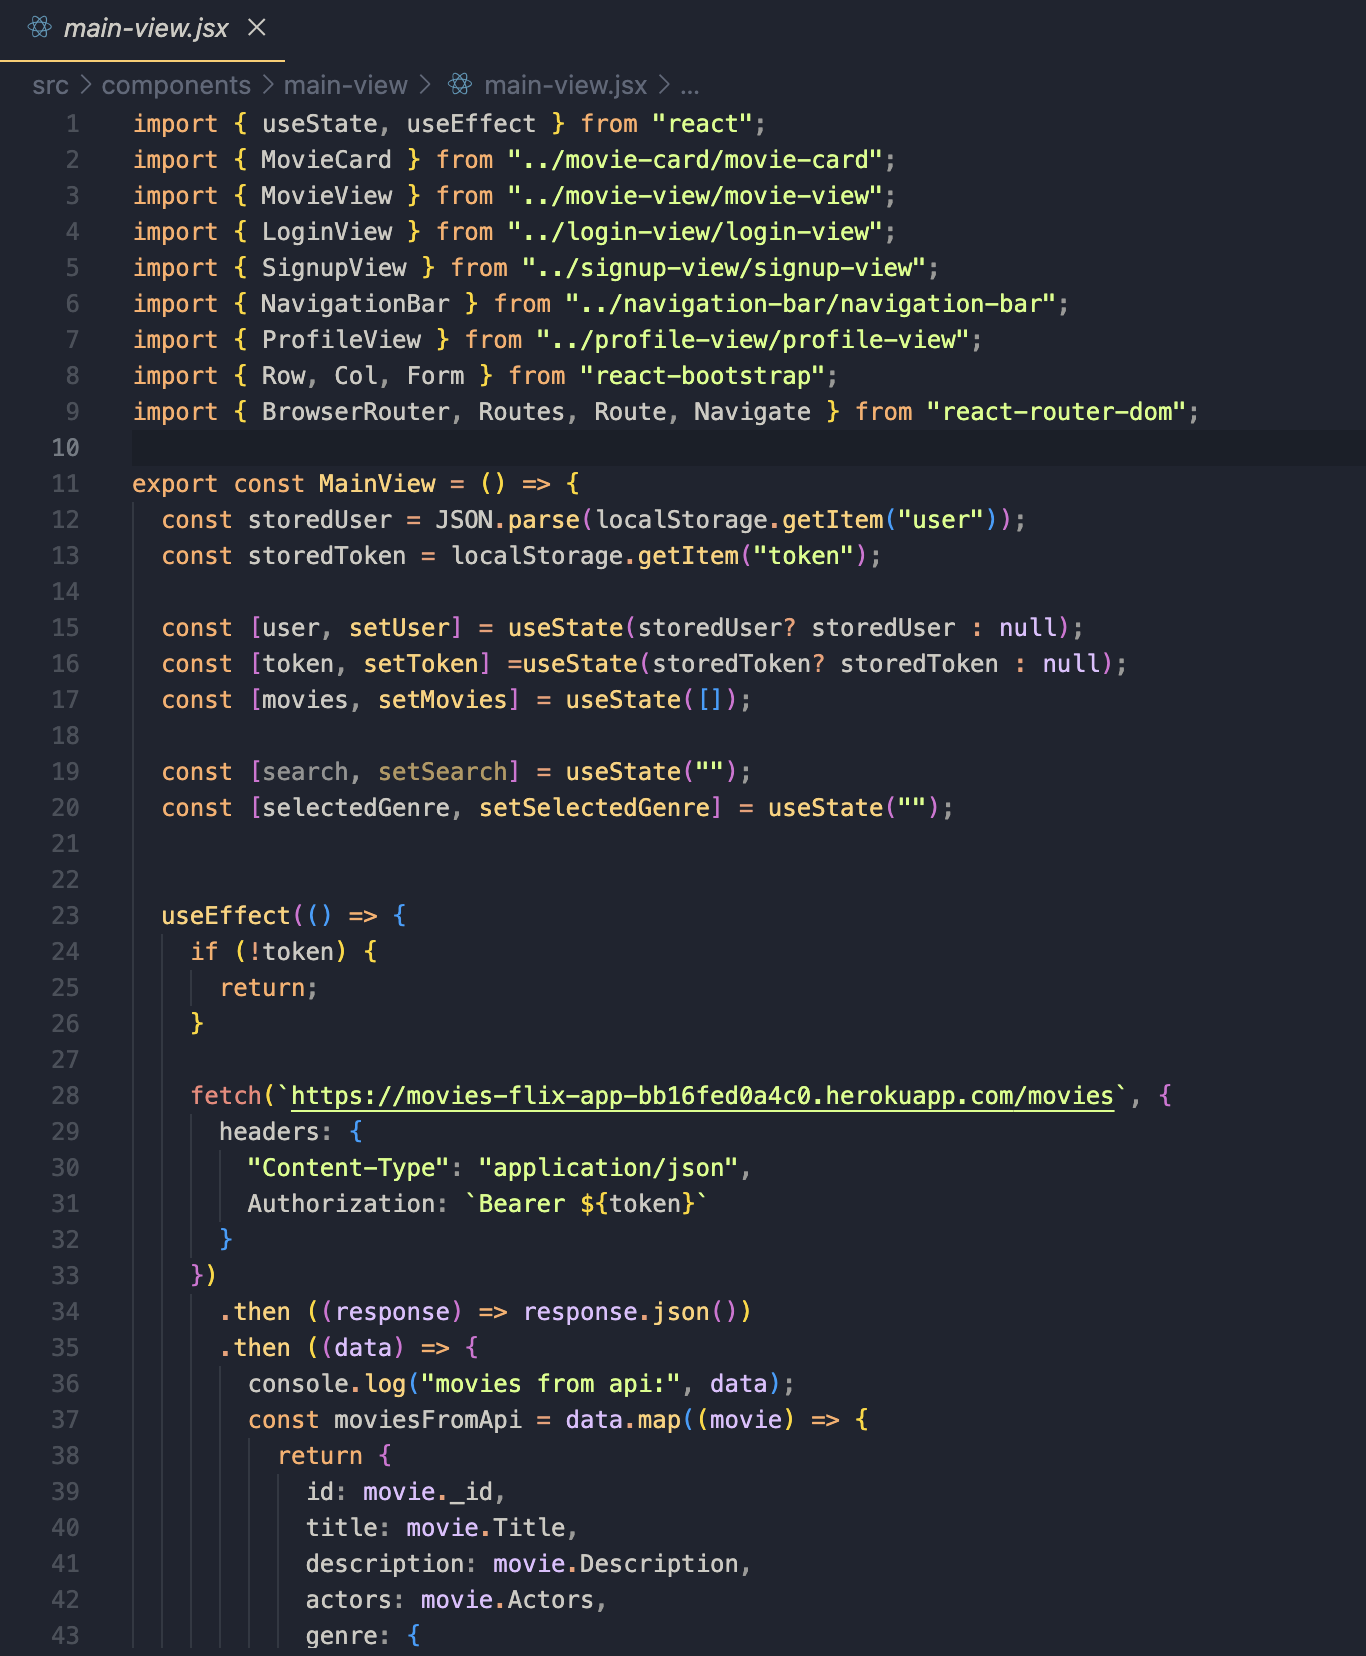 main-view.jsx ×
src > components > main-view > main-view.jsx > ...
1 import { useState, useEffect } from "react";
2 import { MovieCard } from "../movie-card/movie-card";
3 import { MovieView } from "../movie-view/movie-view";
4 import { LoginView } from "../login-view/login-view";
5 import { SignupView } from "../signup-view/signup-view";
6 import { NavigationBar } from "../navigation-bar/navigation-bar";
7 import { ProfileView } from "../profile-view/profile-view";
8 import { Row, Col, Form } from "react-bootstrap";
9 import { BrowserRouter, Routes, Route, Navigate } from "react-router-dom";
10
11 export const MainView = () => {
12   const storedUser = JSON.parse(localStorage.getItem("user"));
13   const storedToken = localStorage.getItem("token");
14
15   const [user, setUser] = useState(storedUser? storedUser : null);
16   const [token, setToken] =useState(storedToken? storedToken : null);
17   const [movies, setMovies] = useState([]);
18
19   const [search, setSearch] = useState("");
20   const [selectedGenre, setSelectedGenre] = useState("");
21
22
23   useEffect(() => {
24     if (!token) {
25       return;
26     }
27
28     fetch(`https://movies-flix-app-bb16fed0a4c0.herokuapp.com/movies`, {
29       headers: {
30         "Content-Type": "application/json",
31         Authorization: `Bearer ${token}`
32       }
33     })
34       .then ((response) => response.json())
35       .then ((data) => {
36         console.log("movies from api:", data);
37         const moviesFromApi = data.map((movie) => {
38           return {
39             id: movie._id,
40             title: movie.Title,
41             description: movie.Description,
42             actors: movie.Actors,
43             genre: {